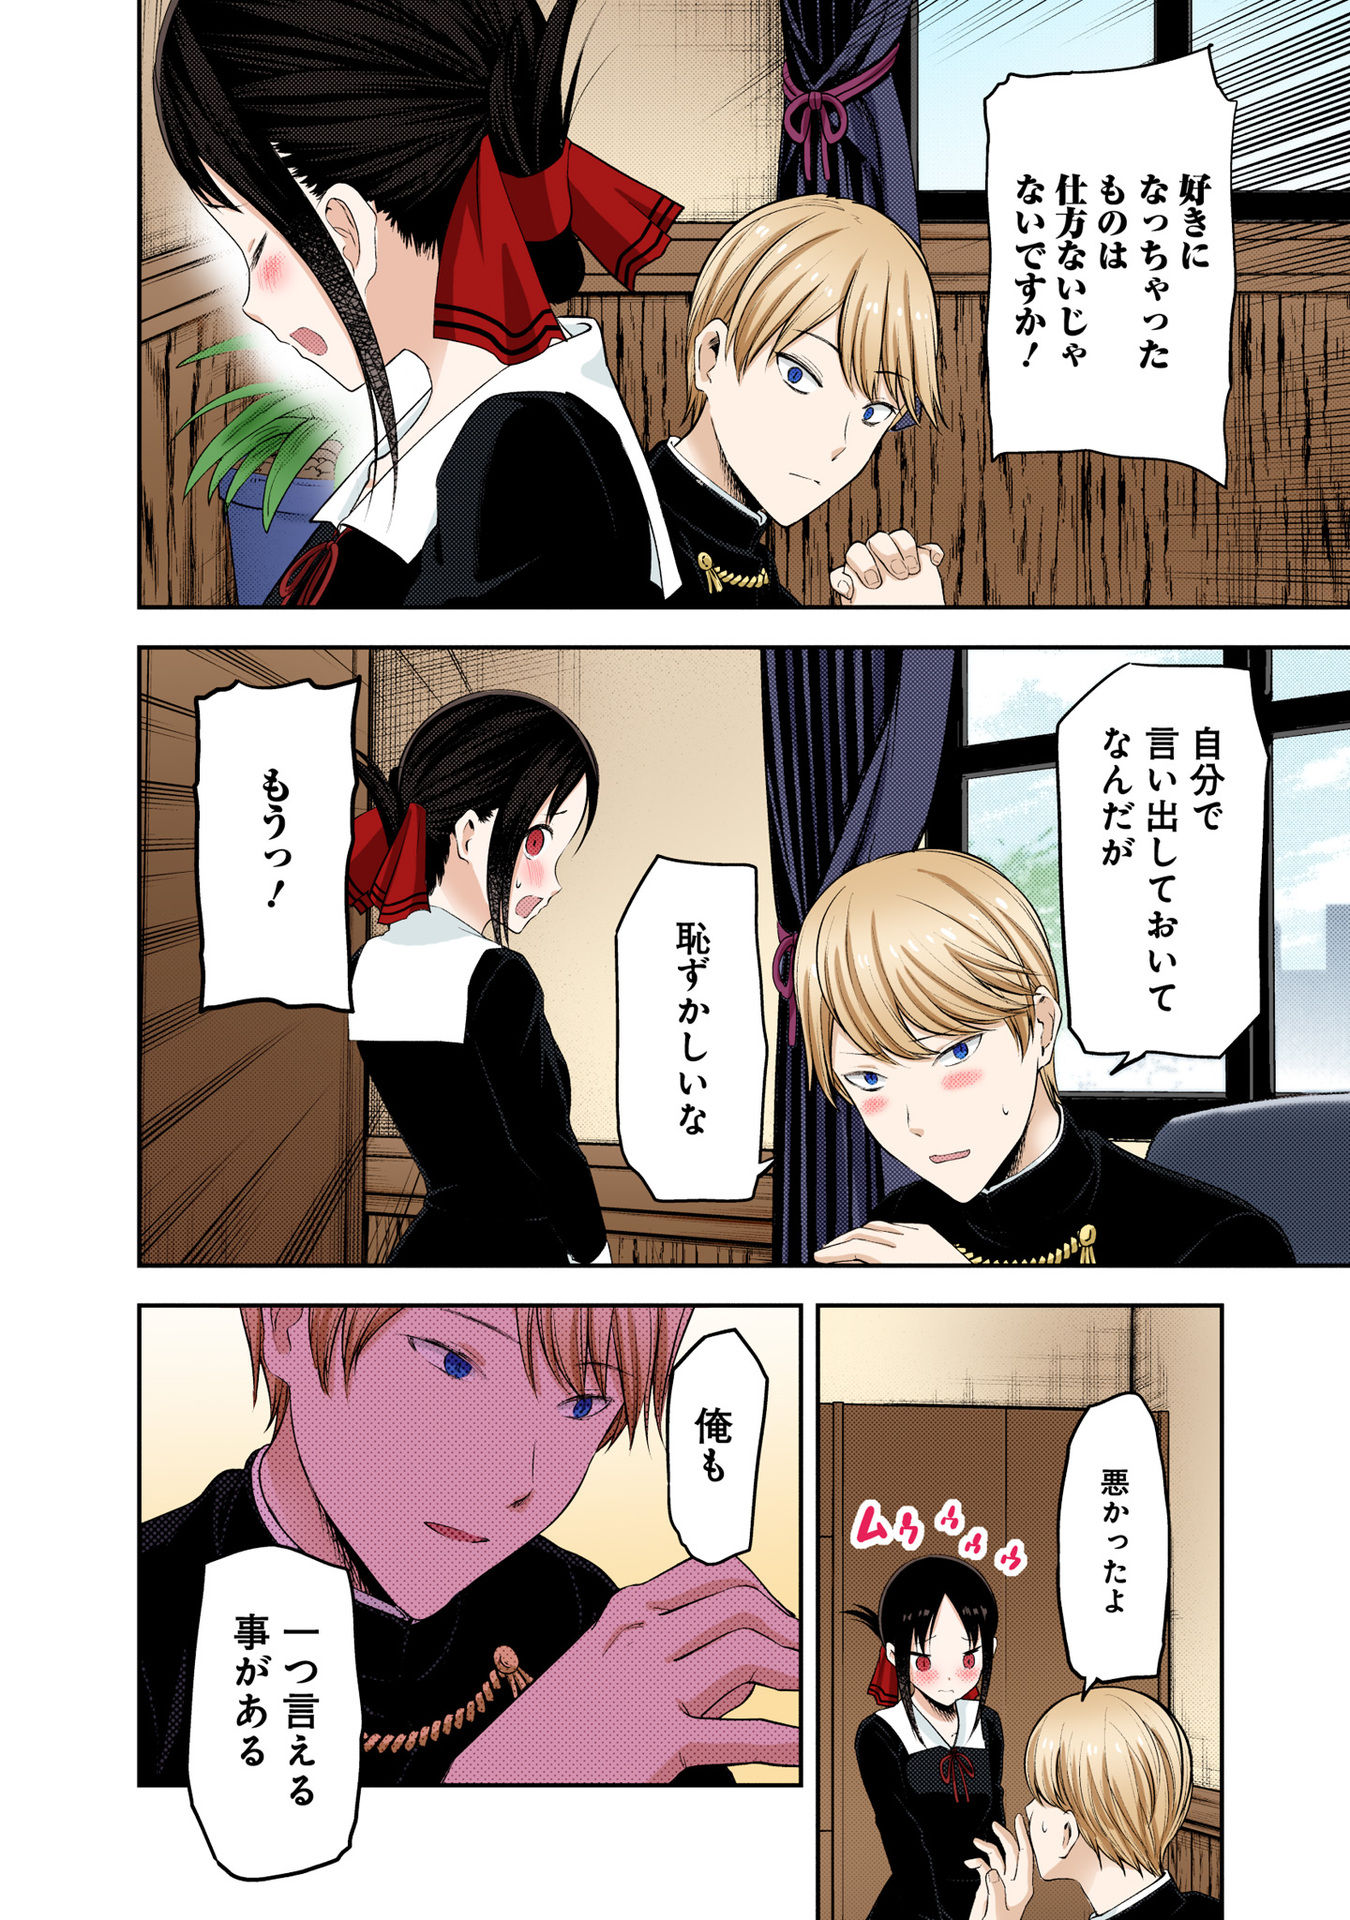 好きに
なっちゃった
ものは
仕方ないじゃ
ないですか！
自分で
言い出しておいて
なんだが
恥ずかしいな
もうっ！
悪かったよ
ムゥゥゥゥ
俺も
一つ言える
事がある